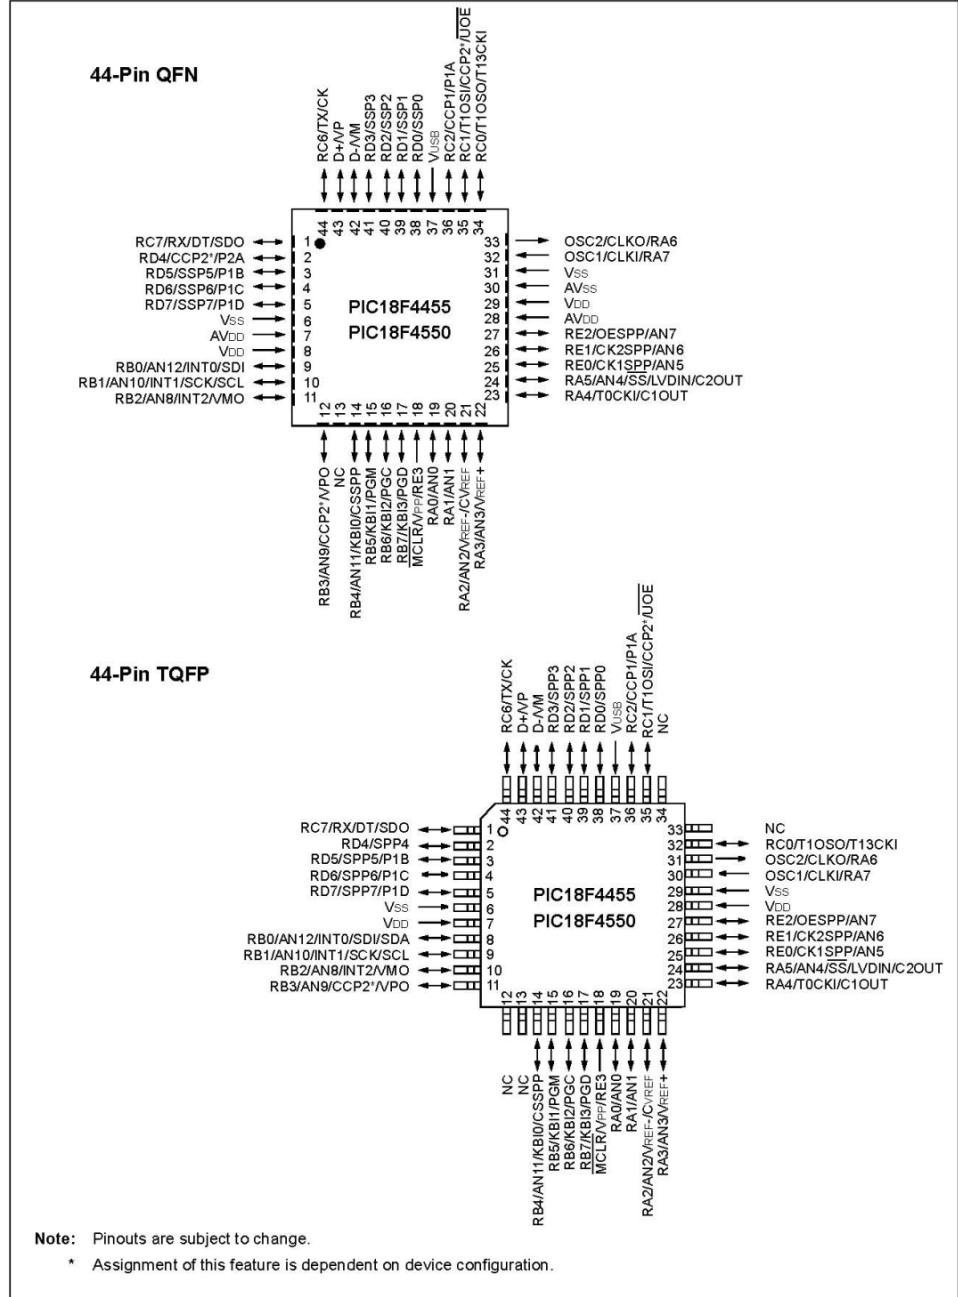 44-Pin QFN
RC6/TX/CK
D+/VP
D-/VM
RD3/SSP3
RD2/SSP2
RD1/SSP1
RD0/SSP0
VUSB
RC2/CCP1/P1A
RC1/T1OSI/CCP2*/UOE
RC0/T1OSO/T13CKI
44 43 42 41 40 39 38 37 36 35 34
RC7/RX/DT/SDO 1
RD4/CCP2*/P2A 2
RD5/SSP5/P1B 3
RD6/SSP6/P1C 4
RD7/SSP7/P1D 5
VSS 6
AVDD 7
VDD 8
RB0/AN12/INT0/SDI 9
RB1/AN10/INT1/SCK/SCL 10
RB2/AN8/INT2/VMO 11
PIC18F4455
PIC18F4550
33 OSC2/CLKO/RA6
32 OSC1/CLKI/RA7
31 VSS
30 AVSS
29 VDD
28 AVDD
27 RE2/OESPP/AN7
26 RE1/CK2SPP/AN6
25 RE0/CK1SPP/AN5
24 RA5/AN4/SS/LVDIN/C2OUT
23 RA4/T0CKI/C1OUT
12 13 14 15 16 17 18 19 20 21 22
RB3/AN9/CCP2*/VPO
NC
RB4/AN11/KBI0/CSSPP
RB5/KBI1/PGM
RB6/KBI2/PGC
RB7/KBI3/PGD
MCLR/VPP/RE3
RA0/AN0
RA1/AN1
RA2/AN2/VREF-/CVREF
RA3/AN3/VREF+
44-Pin TQFP
RC6/TX/CK
D+/VP
D-/VM
RD3/SPP3
RD2/SPP2
RD1/SPP1
RD0/SPP0
VUSB
RC2/CCP1/P1A
RC1/T1OSI/CCP2*/UOE
NC
44 43 42 41 40 39 38 37 36 35 34
RC7/RX/DT/SDO 1
RD4/SPP4 2
RD5/SPP5/P1B 3
RD6/SPP6/P1C 4
RD7/SPP7/P1D 5
VSS 6
VDD 7
RB0/AN12/INT0/SDI/SDA 8
RB1/AN10/INT1/SCK/SCL 9
RB2/AN8/INT2/VMO 10
RB3/AN9/CCP2*/VPO 11
PIC18F4455
PIC18F4550
33 NC
32 RC0/T1OSO/T13CKI
31 OSC2/CLKO/RA6
30 OSC1/CLKI/RA7
29 VSS
28 VDD
27 RE2/OESPP/AN7
26 RE1/CK2SPP/AN6
25 RE0/CK1SPP/AN5
24 RA5/AN4/SS/LVDIN/C2OUT
23 RA4/T0CKI/C1OUT
12 13 14 15 16 17 18 19 20 21 22
NC
NC
RB4/AN11/KBI0/CSSPP
RB5/KBI1/PGM
RB6/KBI2/PGC
RB7/KBI3/PGD
MCLR/VPP/RE3
RA0/AN0
RA1/AN1
RA2/AN2/VREF-/CVREF
RA3/AN3/VREF+
Note: Pinouts are subject to change.
* Assignment of this feature is dependent on device configuration.